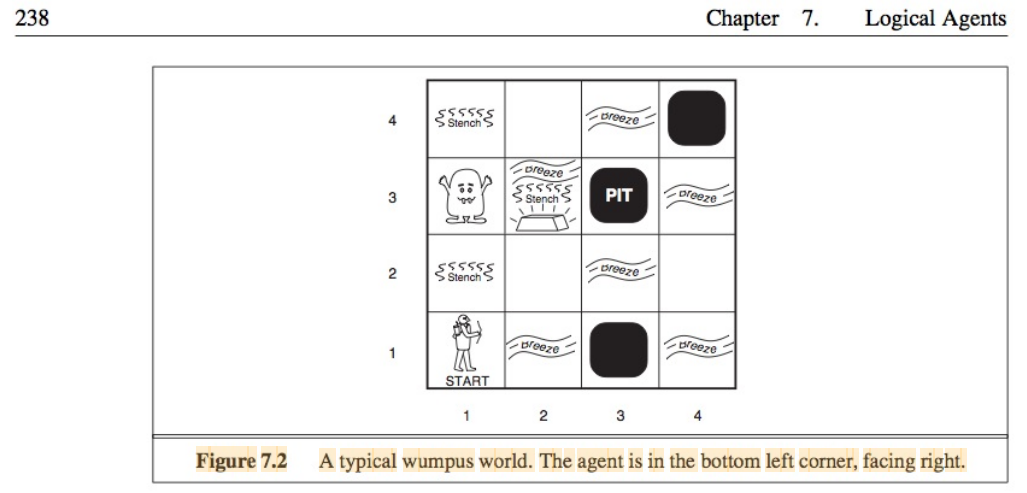 238 Chapter 7. Logical Agents
4 Stench Breeze
Breeze
3 Stench PIT Breeze
2 Stench Breeze
1 Breeze Breeze
START
1 2 3 4
Figure 7.2 A typical wumpus world. The agent is in the bottom left corner, facing right.